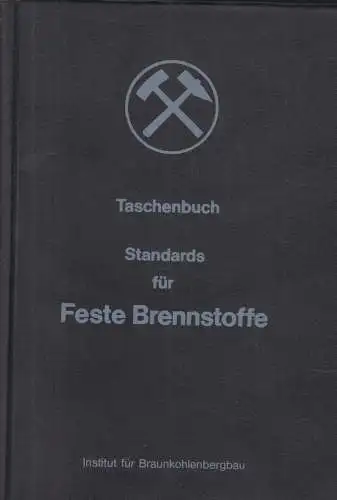 Taschenbuch
Standards
für
Feste Brennstoffe
Institut für Braunkohlenbergbau